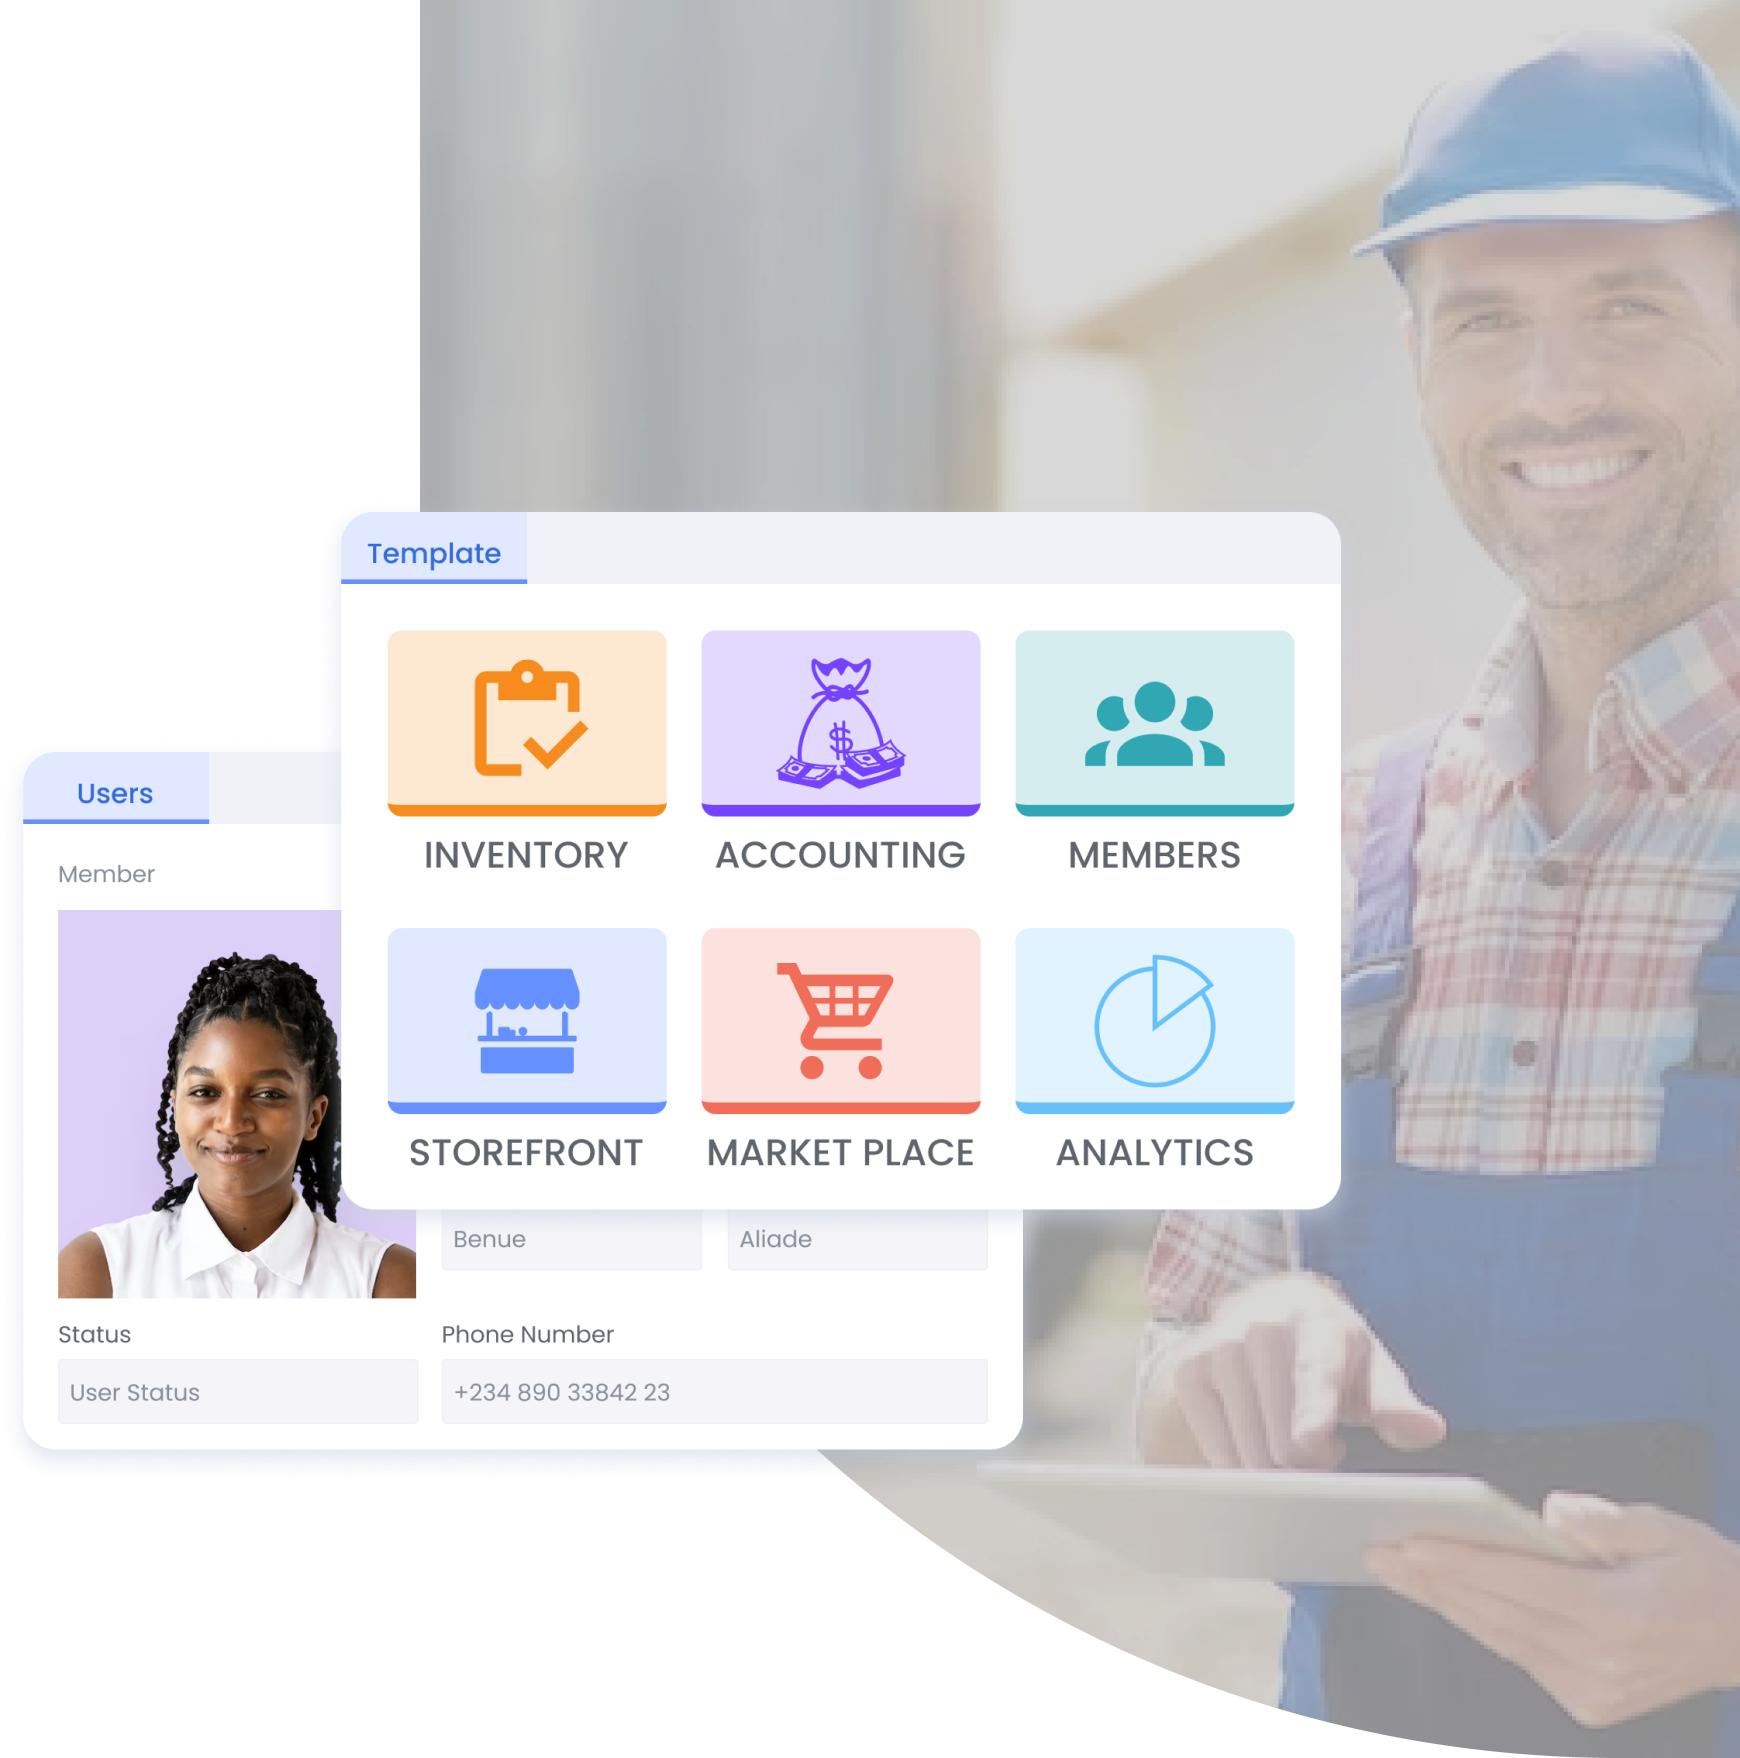 Template
INVENTORY
ACCOUNTING
MEMBERS
STOREFRONT
MARKET PLACE
ANALYTICS
Users
Member
Benue
Aliade
Status
Phone Number
User Status
+234 890 33842 23